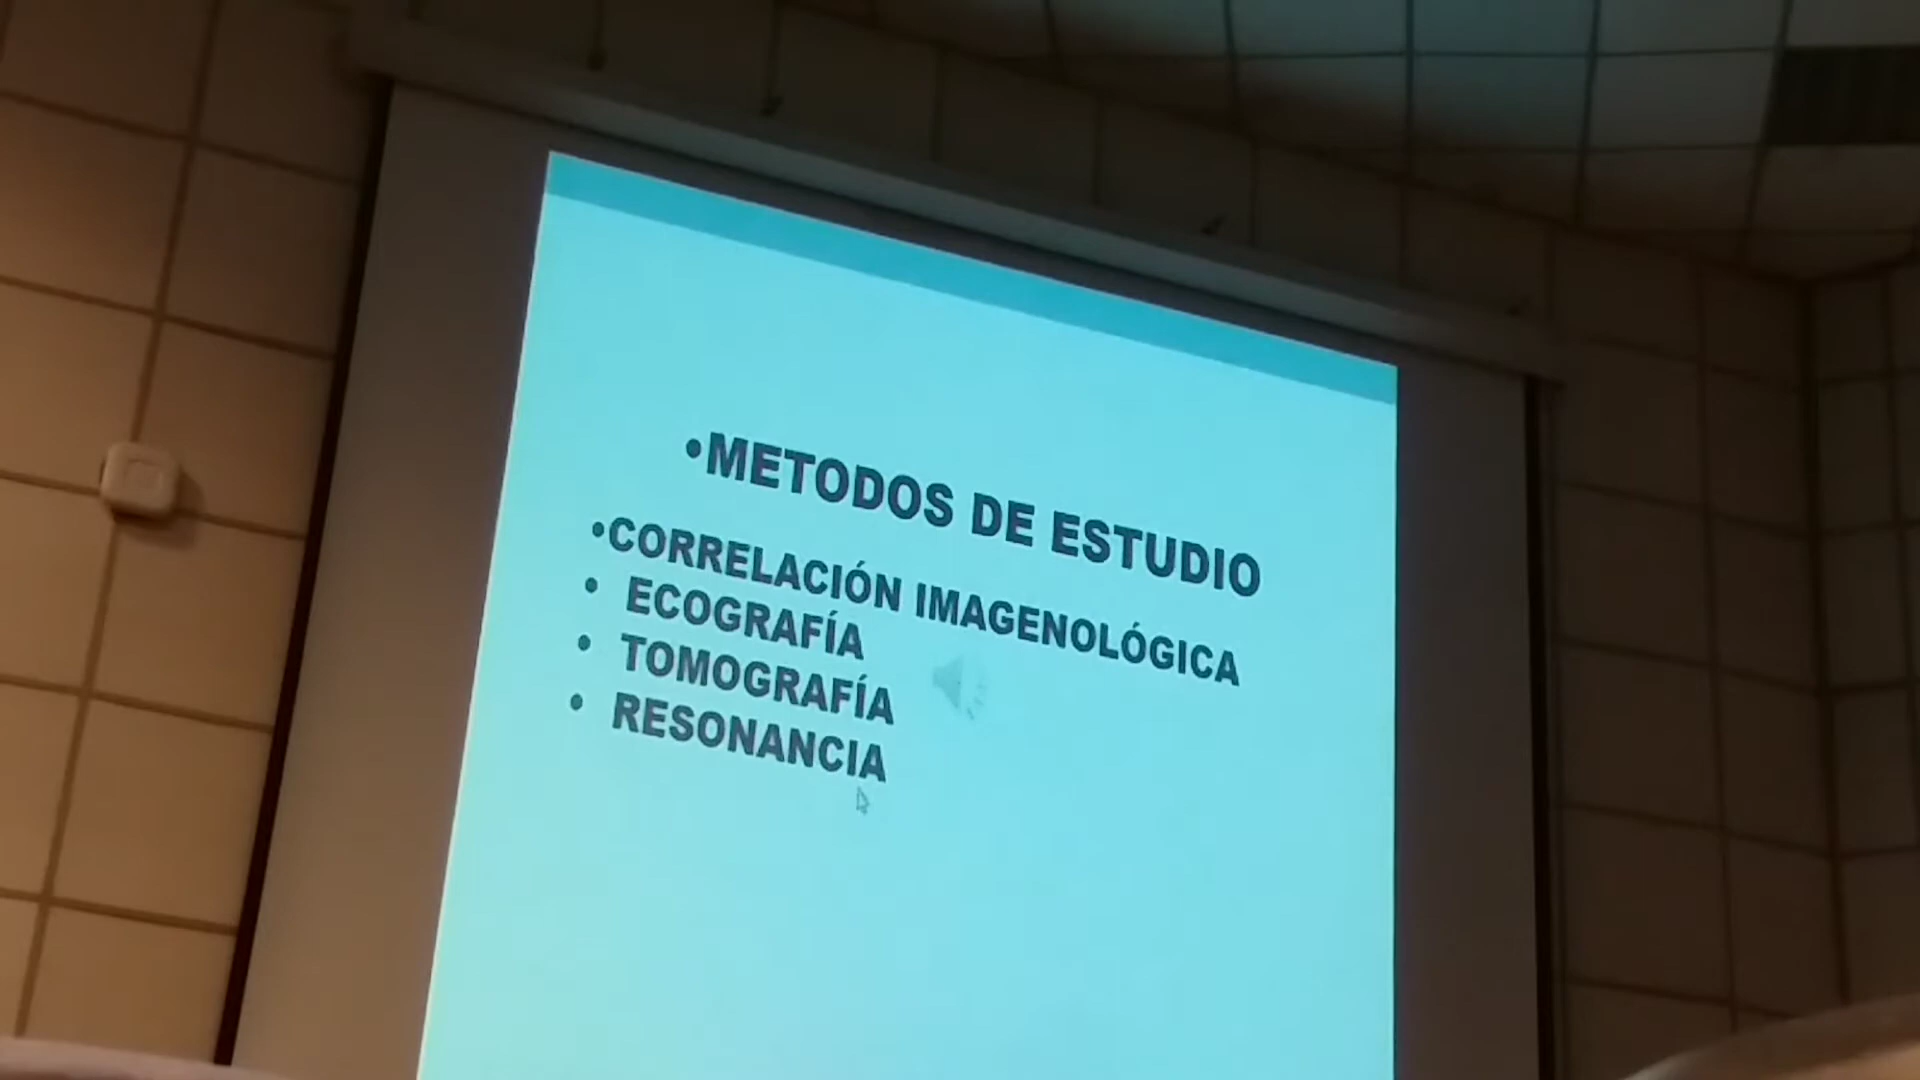 •METODOS DE ESTUDIO
•CORRELACIÓN IMAGENOLÓGICA
• ECOGRAFÍA
• TOMOGRAFÍA
• RESONANCIA